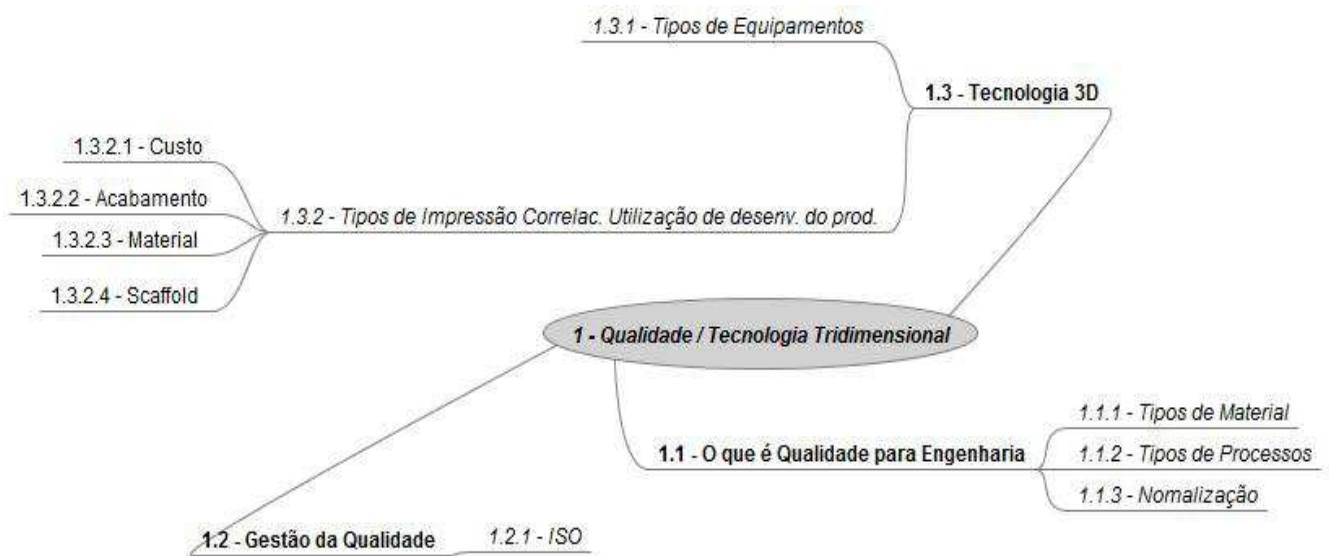 1.3.1 - Tipos de Equipamentos
1.3 - Tecnologia 3D
1.3.2.1 - Custo
1.3.2.2 - Acabamento
1.3.2 - Tipos de Impressão Correlac. Utilização de desenv. do prod.
1.3.2.3 - Material
1.3.2.4 - Scaffold
1 - Qualidade / Tecnologia Tridimensional
1.1.1 - Tipos de Material
1.1 - O que é Qualidade para Engenharia
1.1.2 - Tipos de Processos
1.1.3 - Nomalização
1.2 - Gestão da Qualidade
1.2.1 - ISO